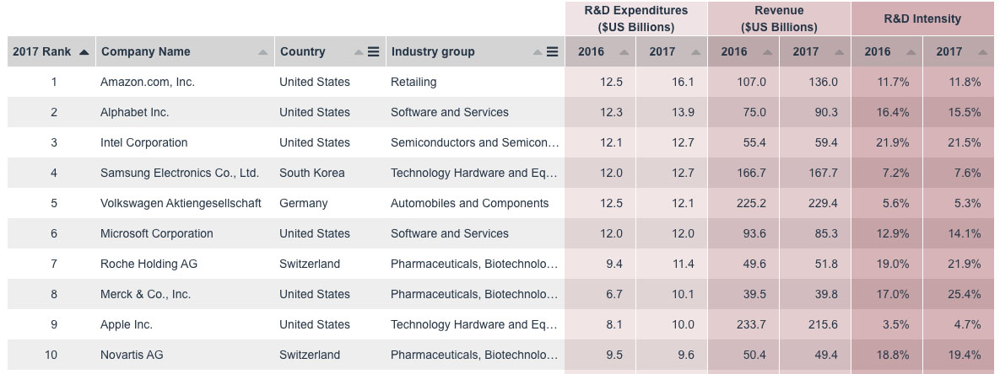 R&D Expenditures Revenue R&D Intensity
($US Billions) ($US Billions)
2017 Rank Company Name Country Industry group 2016 2017 2016 2017 2016 2017
1 Amazon.com, Inc. United States Retailing 12.5 16.1 107.0 136.0 11.7% 11.8%
2 Alphabet Inc. United States Software and Services 12.3 13.9 75.0 90.3 16.4% 15.5%
3 Intel Corporation United States Semiconductors and Semicon... 12.1 12.7 55.4 59.4 21.9% 21.5%
4 Samsung Electronics Co., Ltd. South Korea Technology Hardware and Eq... 12.0 12.7 166.7 167.7 7.2% 7.6%
5 Volkswagen Aktiengesellschaft Germany Automobiles and Components 12.5 12.1 225.2 229.4 5.6% 5.3%
6 Microsoft Corporation United States Software and Services 12.0 12.0 93.6 85.3 12.9% 14.1%
7 Roche Holding AG Switzerland Pharmaceuticals, Biotechnolo... 9.4 11.4 49.6 51.8 19.0% 21.9%
8 Merck & Co., Inc. United States Pharmaceuticals, Biotechnolo... 6.7 10.1 39.5 39.8 17.0% 25.4%
9 Apple Inc. United States Technology Hardware and Eq... 8.1 10.0 233.7 215.6 3.5% 4.7%
10 Novartis AG Switzerland Pharmaceuticals, Biotechnolo... 9.5 9.6 50.4 49.4 18.8% 19.4%